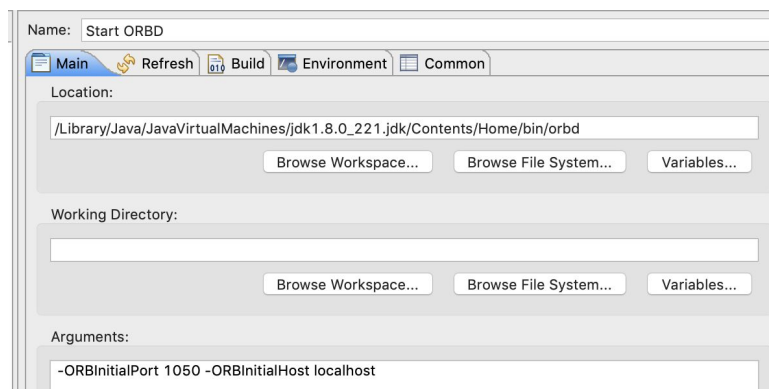 Name: Start ORBD
Main Refresh Build Environment Common
Location:
/Library/Java/JavaVirtualMachines/jdk1.8.0_221.jdk/Contents/Home/bin/orbd
Browse Workspace... Browse File System... Variables...
Working Directory:
Browse Workspace... Browse File System... Variables...
Arguments:
-ORBInitialPort 1050 -ORBInitialHost localhost